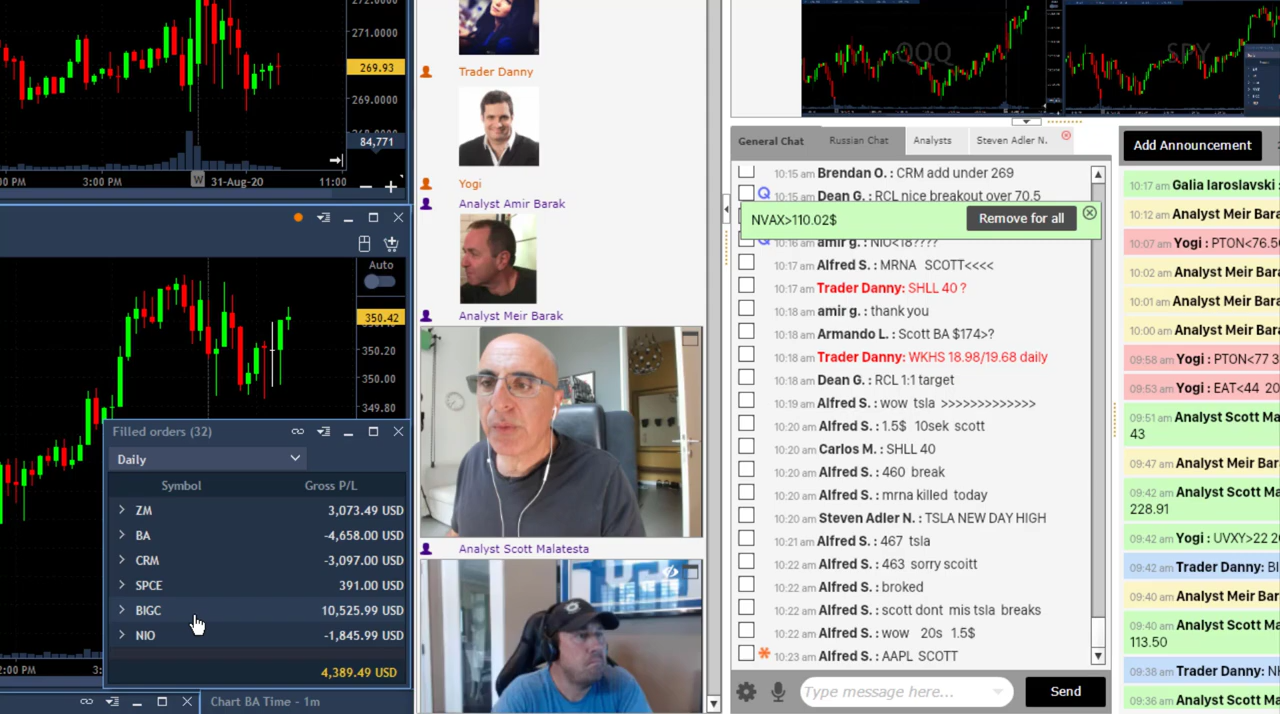 272.0000
271.0000
269.93
269.0000
84,771
PM
3:00 PM
W
31-Aug-20
11:00
Auto
350.42
350.20
350.00
349.80
Filled orders (32)
Daily
Symbol
Gross P/L
ZM
3,073.49 USD
BA
-4,658.00 USD
CRM
-3,097.00 USD
SPCE
391.00 USD
BIGC
10,525.99 USD
NIO
-1,845.99 USD
4,389.49 USD
2:00 PM
Chart BA Time - 1m
Trader Danny
Yogi
Analyst Amir Barak
Analyst Meir Barak
Analyst Scott Malatesta
QQQ
SPY
General Chat
Russian Chat
Analysts
Steven Adler N.
10:15 am Brendan O. : CRM add under 269
10:15 am Dean G. : RCL nice breakout over 70.5
NVAX>110.02$
Remove for all
10:16 am amir g. : NIO<18????
10:17 am Alfred S. : MRNA SCOTT<<<<
10:17 am Trader Danny: SHLL 40 ?
10:18 am amir g. : thank you
10:18 am Armando L. : Scott BA $174>?
10:18 am Trader Danny: WKHS 18.98/19.68 daily
10:18 am Dean G. : RCL 1:1 target
10:19 am Alfred S. : wow tsla >>>>>>>>>>>>>
10:20 am Alfred S. : 1.5$ 10sek scott
10:20 am Carlos M. : SHLL 40
10:20 am Alfred S. : 460 break
10:20 am Alfred S. : mrna killed today
10:20 am Steven Adler N. : TSLA NEW DAY HIGH
10:21 am Alfred S. : 467 tsla
10:22 am Alfred S. : 463 sorry scoitt
10:22 am Alfred S. : broked
10:22 am Alfred S. : scott dont mis tsla breaks
10:22 am Alfred S. : wow 20s 1.5$
10:23 am Alfred S. : AAPL SCOTT
Type message here...
Send
Add Announcement
10:17 am Galia Iaroslavski :
10:12 am Analyst Meir Bara
10:07 am Yogi : PTON<76.5
10:02 am Analyst Meir Bara
10:01 am Analyst Meir Bara
10:00 am Analyst Meir Bara
09:58 am Yogi : PTON<77 3
09:53 am Yogi : EAT<44 20
09:51 am Analyst Scott Ma
43
09:47 am Analyst Meir Bar
09:42 am Analyst Scott Ma
228.91
09:42 am Yogi : UVXY>22 2
09:42 am Trader Danny: BI
09:40 am Analyst Meir Bar
09:40 am Analyst Scott Ma
113.50
09:38 am Trader Danny: N
09:36 am Analyst Scott Ma